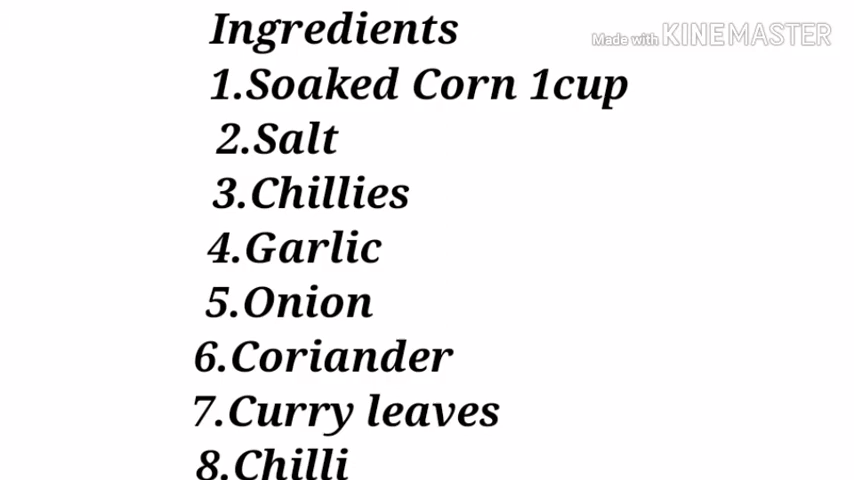 Ingredients
Made with KINEMASTER
1.Soaked Corn 1cup
2.Salt
3.Chillies
4.Garlic
5.Onion
6.Coriander
7.Curry leaves
8.Chilli